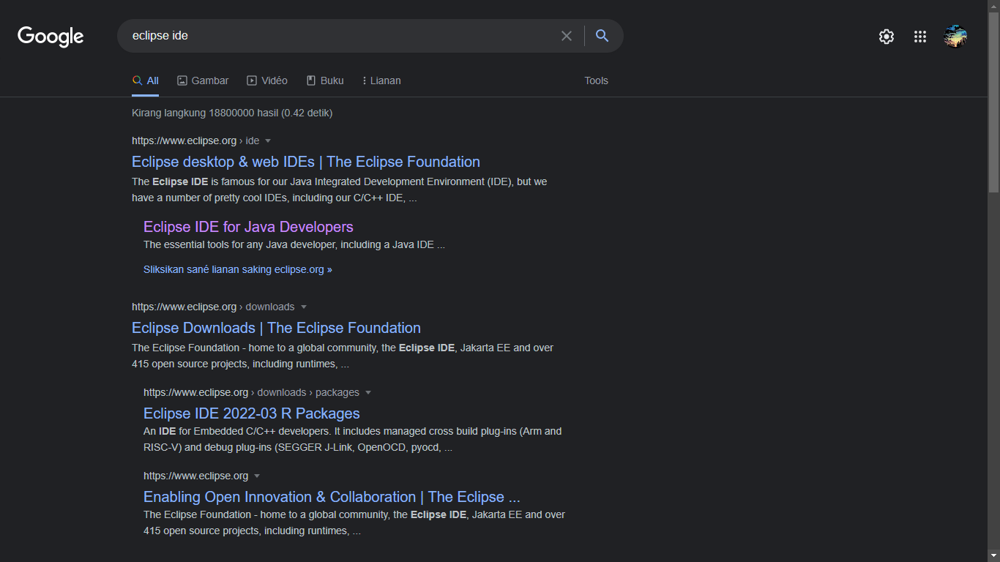 Google
eclipse ide
All Gambar Vidéo Buku Lianan Tools
Kirang langkung 18800000 hasil (0.42 detik)
https://www.eclipse.org › ide
Eclipse desktop & web IDEs | The Eclipse Foundation
The Eclipse IDE is famous for our Java Integrated Development Environment (IDE), but we
have a number of pretty cool IDEs, including our C/C++ IDE, ...
Eclipse IDE for Java Developers
The essential tools for any Java developer, including a Java IDE ...
Sliksikan sané lianan saking eclipse.org »
https://www.eclipse.org › downloads
Eclipse Downloads | The Eclipse Foundation
The Eclipse Foundation - home to a global community, the Eclipse IDE, Jakarta EE and over
415 open source projects, including runtimes, ...
https://www.eclipse.org › downloads › packages
Eclipse IDE 2022-03 R Packages
An IDE for Embedded C/C++ developers. It includes managed cross build plug-ins (Arm and
RISC-V) and debug plug-ins (SEGGER J-Link, OpenOCD, pyocd, ...
https://www.eclipse.org
Enabling Open Innovation & Collaboration | The Eclipse ...
The Eclipse Foundation - home to a global community, the Eclipse IDE, Jakarta EE and over
415 open source projects, including runtimes, ...